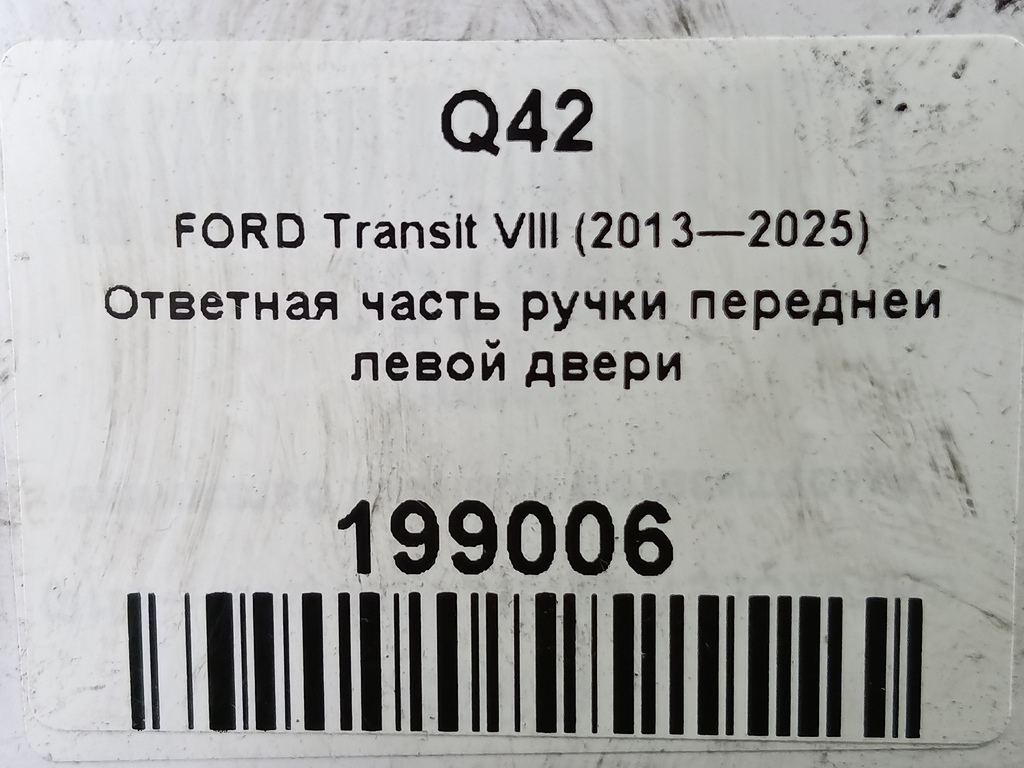 Q42
FORD Transit VIII (2013—2025)
Ответная часть ручки передней
левой двери
199006